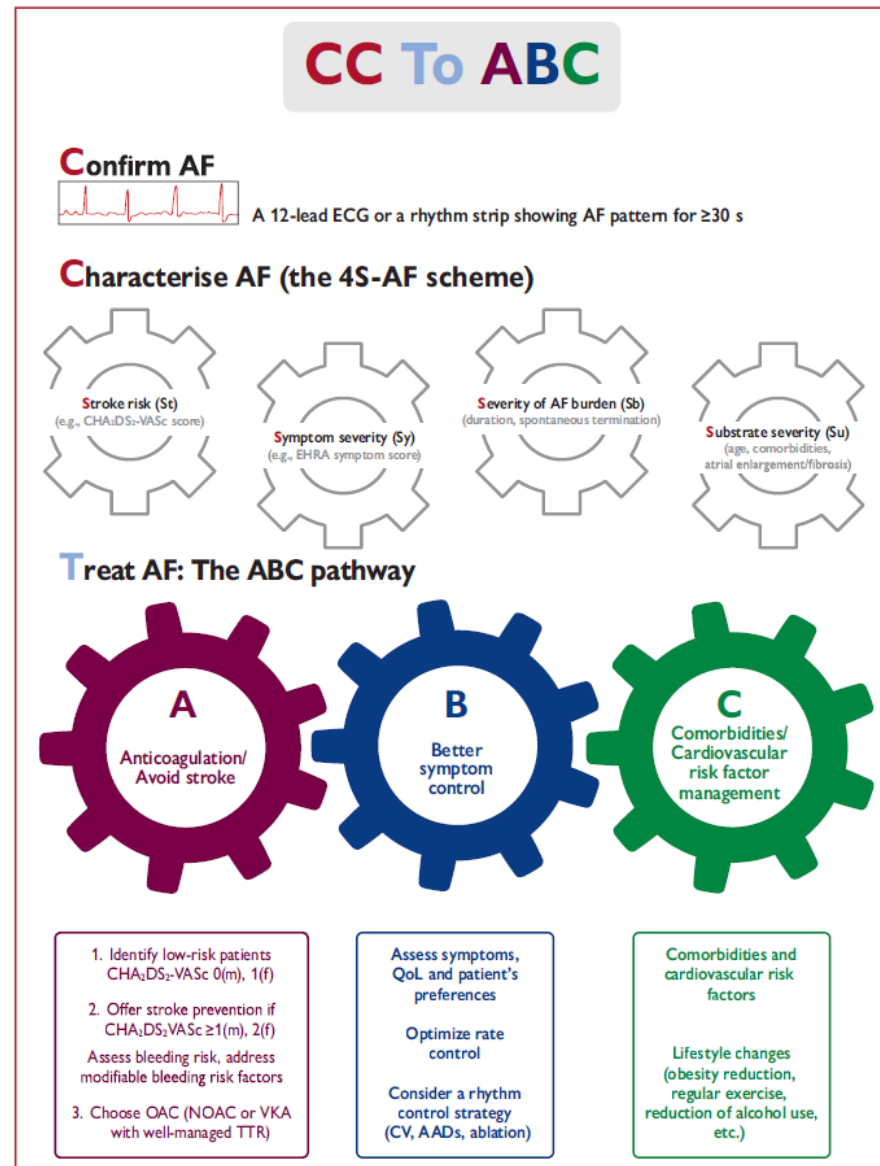 CC To ABC
Confirm AF
A 12-lead ECG or a rhythm strip showing AF pattern for ≥30 s
Characterise AF (the 4S-AF scheme)
Stroke risk (St)
(e.g., CHA₂DS₂-VASc score)
Symptom severity (Sy)
(e.g., EHRA symptom score)
Severity of AF burden (Sb)
(duration, spontaneous termination)
Substrate severity (Su)
(age, comorbidities,
atrial enlargement/fibrosis)
Treat AF: The ABC pathway
A
Anticoagulation/
Avoid stroke
B
Better
symptom
control
C
Comorbidities/
Cardiovascular
risk factor
management
1. Identify low-risk patients
CHA₂DS₂-VASc 0(m), 1(f)
2. Offer stroke prevention if
CHA₂DS₂VASc ≥1(m), 2(f)
Assess bleeding risk, address
modifiable bleeding risk factors
3. Choose OAC (NOAC or VKA
with well-managed TTR)
Assess symptoms,
QoL and patient's
preferences
Optimize rate
control
Consider a rhythm
control strategy
(CV, AADs, ablation)
Comorbidities and
cardiovascular risk
factors
Lifestyle changes
(obesity reduction,
regular exercise,
reduction of alcohol use,
etc.)